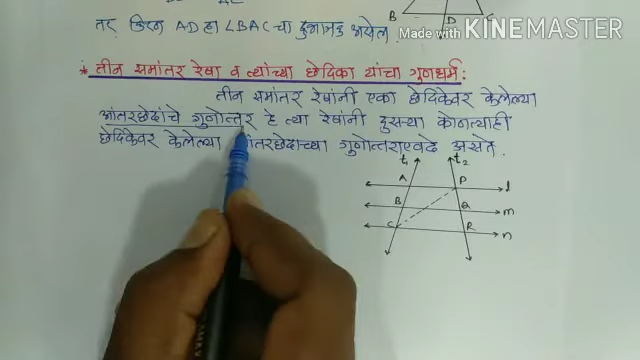 B D C
Made with KINEMASTER
तर किरण AD हा ∠BAC चा दुभाजक असेल.
* तीन समांतर रेषा व त्यांच्या छेदिका यांचा गुणधर्म :
तीन समांतर रेषांनी एका छेदिकेवर केलेल्या
आंतरछेदांचे गुणोत्तर हे त्या रेषांनी दुसऱ्या कोणत्याही
छेदिकेवर केलेल्या आंतरछेदाच्या गुणोत्तराएवढे असते.
t₁ t₂
A P l
B Q m
C R n